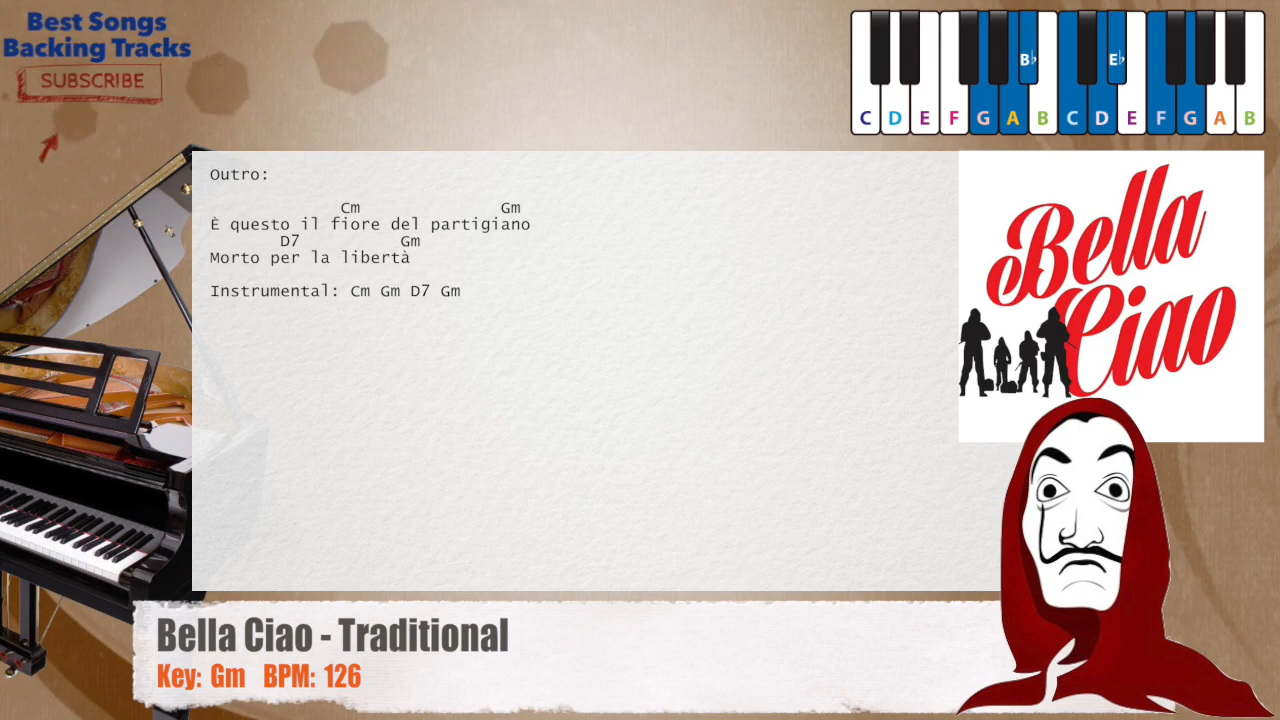 Best Songs
Backing Tracks
SUBSCRIBE
B♭ E♭
C D E F G A B C D E F G A B
Outro:
Cm Gm
È questo il fiore del partigiano
D7 Gm
Morto per la libertà
Instrumental: Cm Gm D7 Gm
Bella
Ciao
Bella Ciao - Traditional
Key: Gm BPM: 126